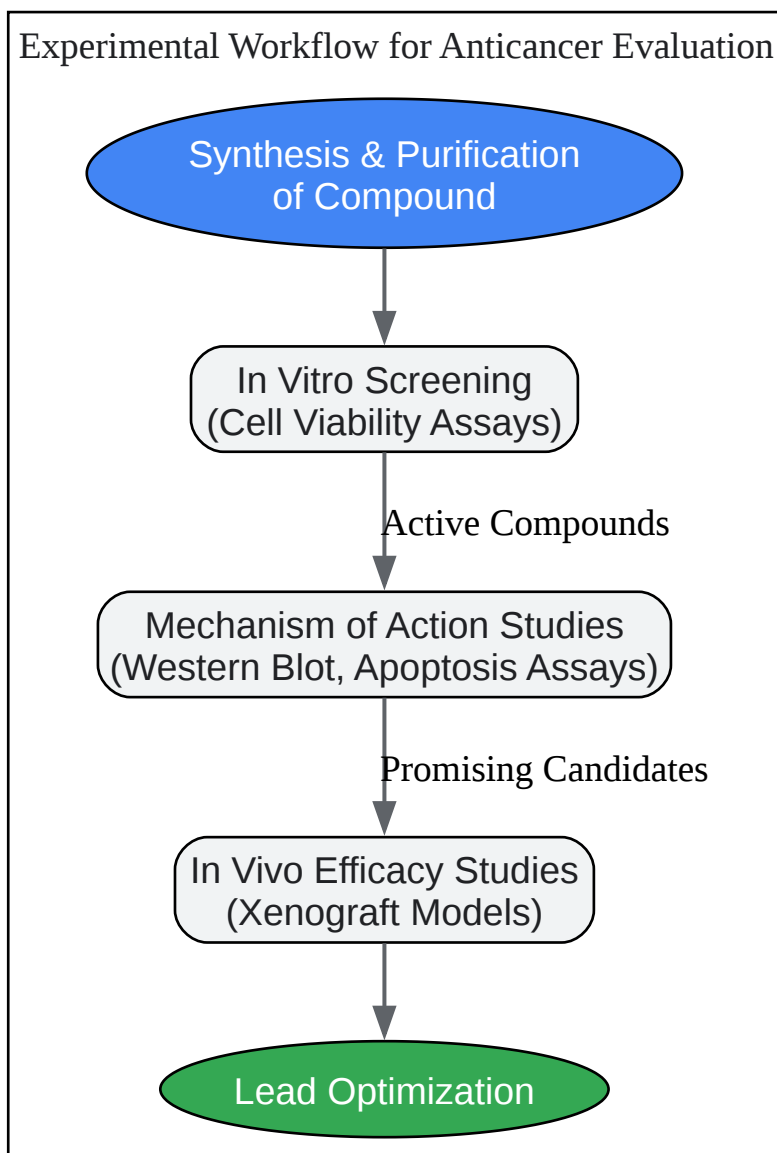 Experimental Workflow for Anticancer Evaluation
Synthesis & Purification
of Compound
In Vitro Screening
(Cell Viability Assays)
Active Compounds
Mechanism of Action Studies
(Western Blot, Apoptosis Assays)
Promising Candidates
In Vivo Efficacy Studies
(Xenograft Models)
Lead Optimization